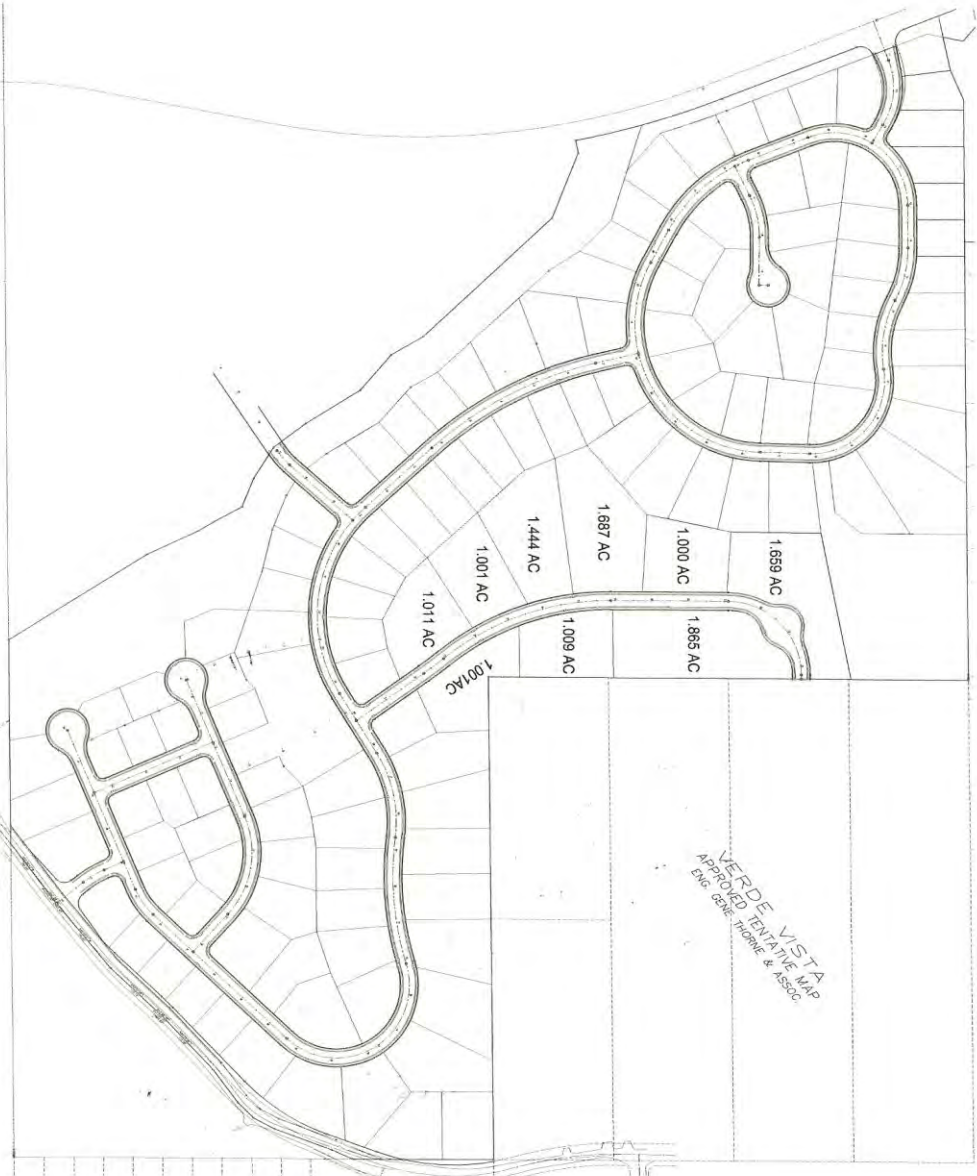 1.659 AC
1.000 AC
1.687 AC
1.444 AC
1.001 AC
1.011 AC
1.865 AC
1.009 AC
1.001AC
VERDE VISTA
APPROVED TENTATIVE MAP
ENG. GENE THORNE & ASSOC.